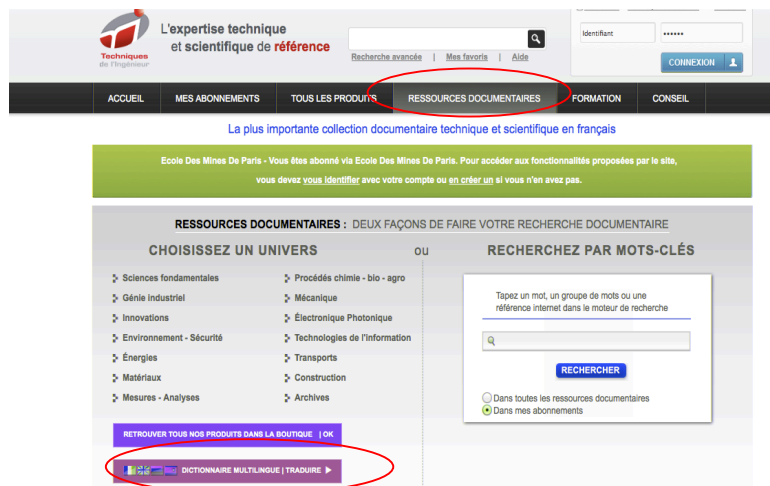 L'expertise technique
et scientifique de référence
Techniques
de l'Ingénieur
Recherche avancée | Mes favoris | Aide
Identifiant
••••••
CONNEXION
ACCUEIL MES ABONNEMENTS TOUS LES PRODUITS RESSOURCES DOCUMENTAIRES FORMATION CONSEIL
La plus importante collection documentaire technique et scientifique en français
Ecole Des Mines De Paris - Vous êtes abonné via Ecole Des Mines De Paris. Pour accéder aux fonctionnalités proposées par le site,
vous devez vous identifier avec votre compte ou en créer un si vous n'en avez pas.
RESSOURCES DOCUMENTAIRES : DEUX FAÇONS DE FAIRE VOTRE RECHERCHE DOCUMENTAIRE
CHOISISSEZ UN UNIVERS ou RECHERCHEZ PAR MOTS-CLÉS
Sciences fondamentales
Génie industriel
Innovations
Environnement - Sécurité
Énergies
Matériaux
Mesures - Analyses
Procédés chimie - bio - agro
Mécanique
Électronique Photonique
Technologies de l'information
Transports
Construction
Archives
Tapez un mot, un groupe de mots ou une
référence internet dans le moteur de recherche
RECHERCHER
Dans toutes les ressources documentaires
Dans mes abonnements
RETROUVER TOUS NOS PRODUITS DANS LA BOUTIQUE | OK
DICTIONNAIRE MULTILINGUE | TRADUIRE